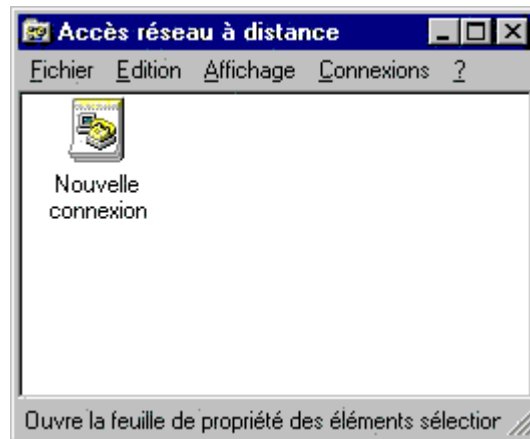 Accès réseau à distance
Fichier Edition Affichage Connexions ?
Nouvelle
connexion
Ouvre la feuille de propriété des éléments sélection